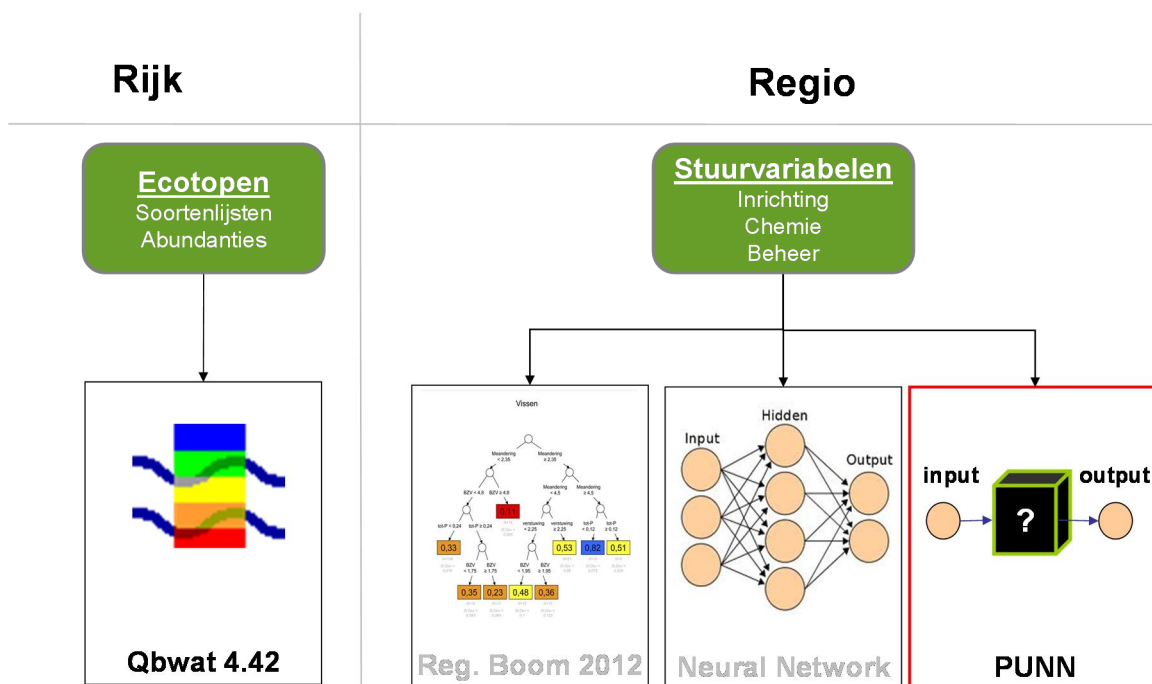 Rijk
Regio
Ecotopen
Soortenlijsten
Abundanties
Stuurvariabelen
Inrichting
Chemie
Beheer
Qbwat 4.42
Vissen
Meandering
< 2,35
Meandering
≥ 2,35
BZV < 4,8
BZV ≥ 4,8
Meandering
< 4,5
Meandering
≥ 4,5
tot-P < 0,24
tot-P ≥ 0,24
0,11
verstuwing
< 2,25
verstuwing
≥ 2,25
tot-P
< 0,12
tot-P
≥ 0,12
0,33
BZV
< 1,75
BZV
≥ 1,75
BZV
< 1,95
BZV
≥ 1,95
0,53
0,82
0,51
0,35
0,23
0,48
0,36
Reg. Boom 2012
Input
Hidden
Output
Neural Network
input
?
output
PUNN